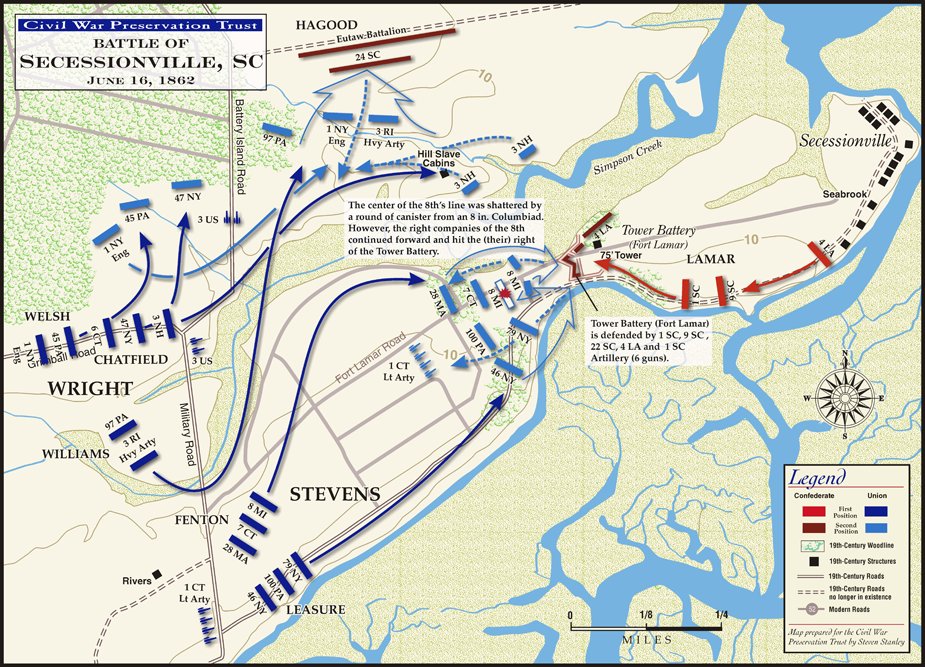 Civil War Preservation Trust
BATTLE OF
SECESSIONVILLE, SC
JUNE 16, 1862
HAGOOD
Eutaw Battalion
24 SC
10
Battery Island Road
97 PA
1 NY
Eng
3 RI
Hvy Arty
3 NH
Hill Slave
Cabins
3 NH
Simpson Creek
Secessionville
Seabrook
47 NY
45 PA
3 US
1 NY
Eng
The center of the 8th's line was shattered by
a round of canister from an 8 in. Columbiad.
However, the right companies of the 8th
continued forward and hit the (their) right
of the Tower Battery.
4 LA
Tower Battery
(Fort Lamar)
75' Tower
10
LAMAR
4 LA
1 SC
9 SC
8 MI
8 MI
7 CT
28 MA
79 NY
100 PA
46 NY
Tower Battery (Fort Lamar)
is defended by 1 SC, 9 SC,
22 SC, 4 LA and 1 SC
Artillery (6 guns).
WELSH
1 NY
Eng
45 PA
6 CT
47 NY
3 NH
Grimball Road
CHATFIELD
3 US
WRIGHT
Fort Lamar Road
10
1 CT
Lt Arty
Military Road
97 PA
3 RI
Hvy Arty
WILLIAMS
STEVENS
FENTON
8 MI
7 CT
28 MA
79 NY
100 PA
46 NY
LEASURE
Rivers
1 CT
Lt Arty
N
W
E
S
0
1/8
1/4
MILES
Legend
Confederate
Union
First
Position
Second
Position
19th-Century Woodline
19th-Century Structures
19th-Century Roads
19th-Century Roads
no longer in existence
32
Modern Roads
Map prepared for the Civil War
Preservation Trust by Steven Stanley